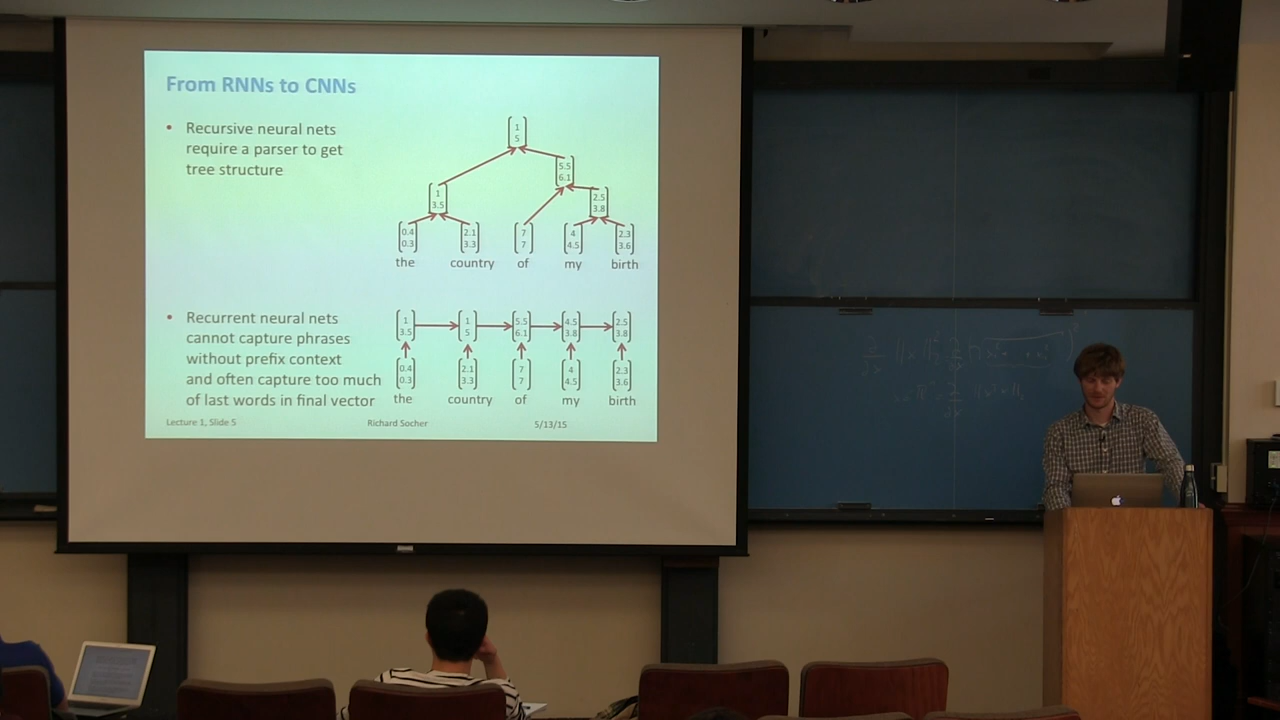 From RNNs to CNNs
• Recursive neural nets
require a parser to get
tree structure
1
5
5.5
6.1
1
3.5
2.5
3.8
0.4 2.1 7 4 2.3
0.3 3.3 7 4.5 3.6
the country of my birth
• Recurrent neural nets
cannot capture phrases
without prefix context
and often capture too much
of last words in final vector
1 1 5.5 4.5 2.5
3.5 5 6.1 3.8 3.8
0.4 2.1 7 4 2.3
0.3 3.3 7 4.5 3.6
the country of my birth
Lecture 1, Slide 5 Richard Socher 5/13/15